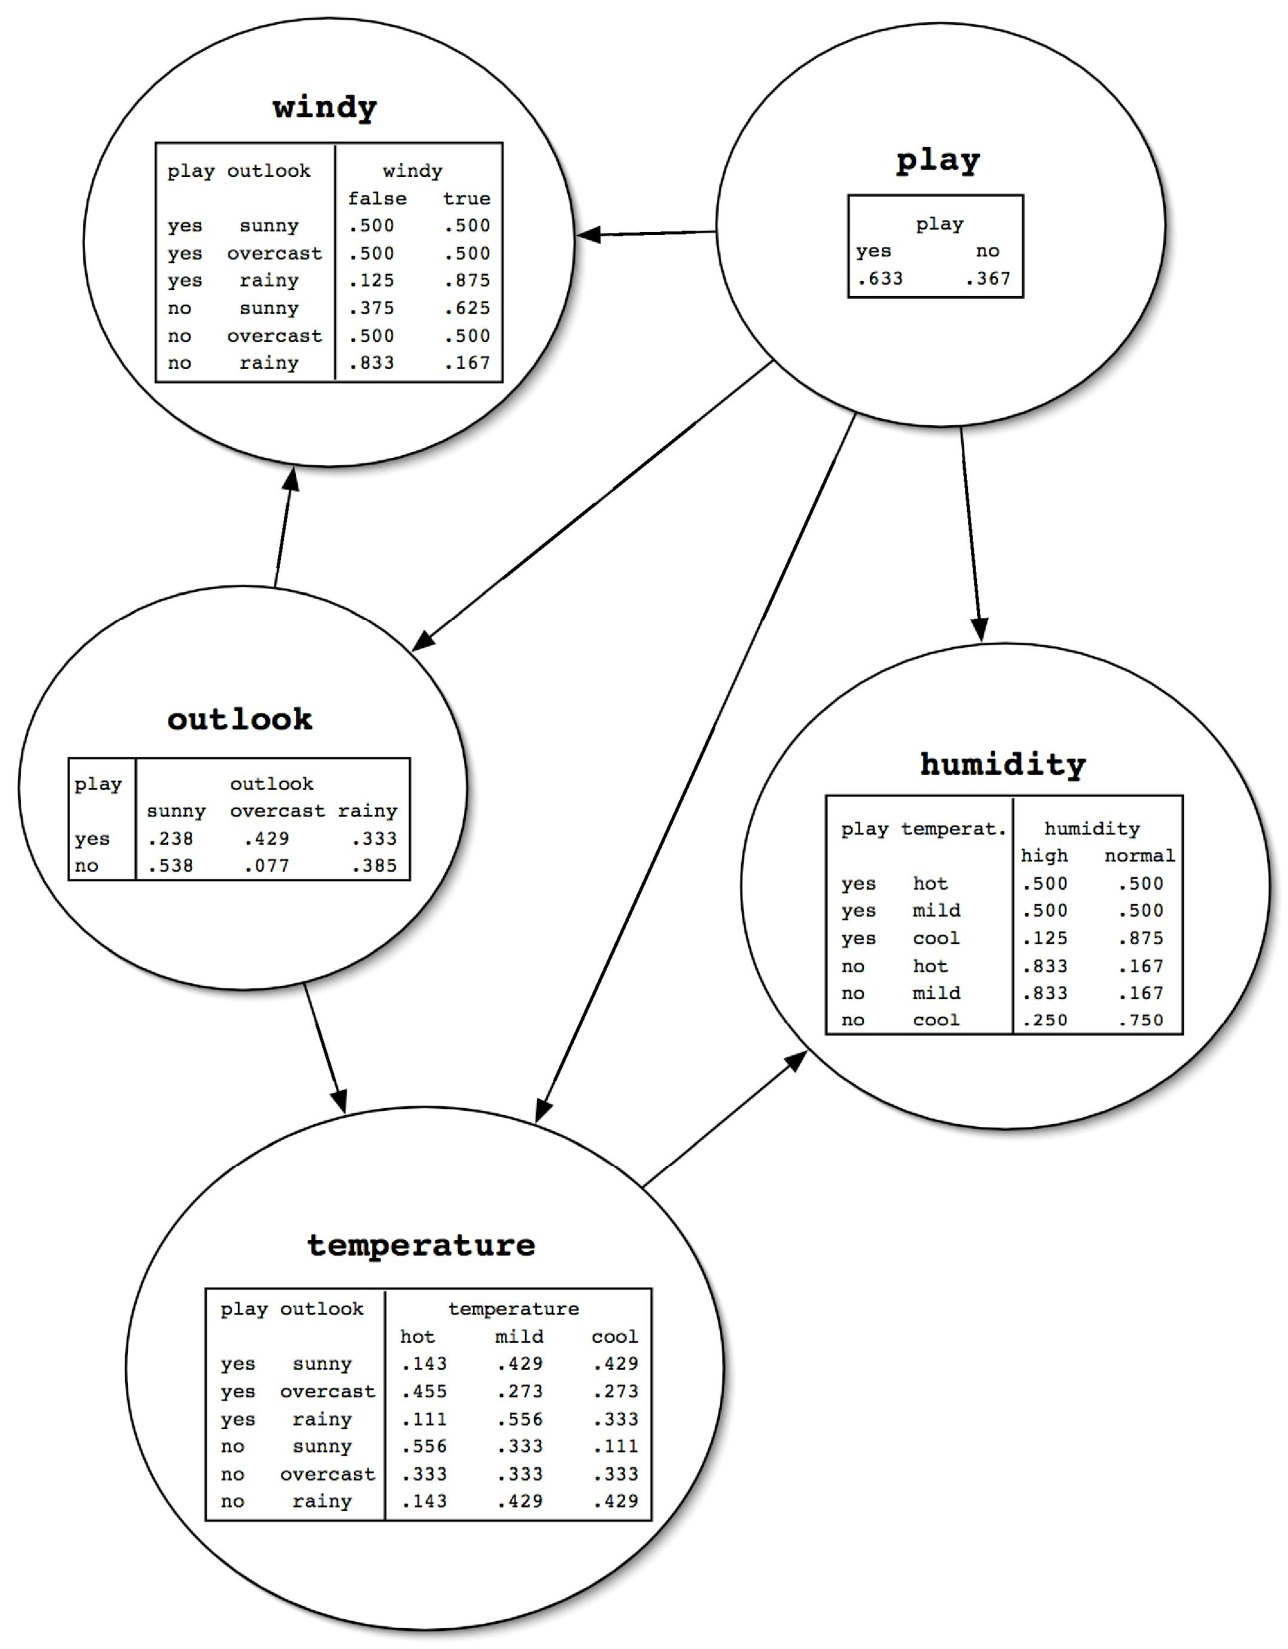 windy
play outlook windy
false true
yes sunny .500 .500
yes overcast .500 .500
yes rainy .125 .875
no sunny .375 .625
no overcast .500 .500
no rainy .833 .167
play
play
yes no
.633 .367
outlook
play outlook
sunny overcast rainy
yes .238 .429 .333
no .538 .077 .385
humidity
play temperat. humidity
high normal
yes hot .500 .500
yes mild .500 .500
yes cool .125 .875
no hot .833 .167
no mild .833 .167
no cool .250 .750
temperature
play outlook temperature
hot mild cool
yes sunny .143 .429 .429
yes overcast .455 .273 .273
yes rainy .111 .556 .333
no sunny .556 .333 .111
no overcast .333 .333 .333
no rainy .143 .429 .429